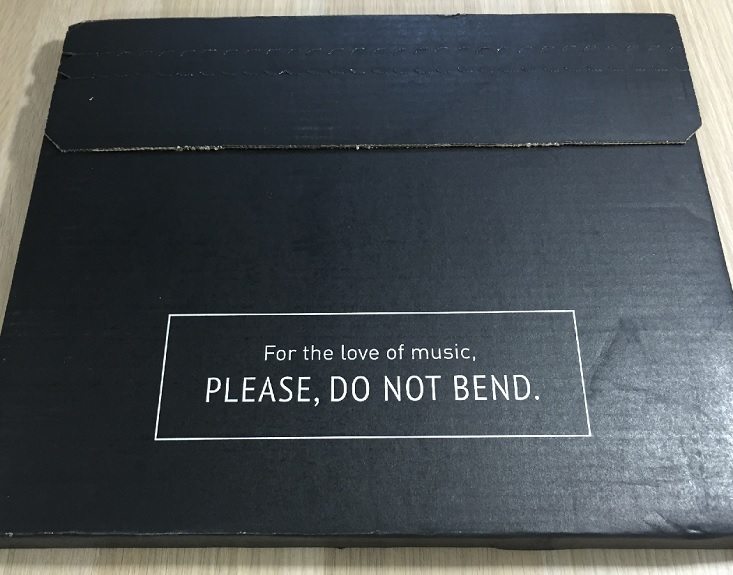 For the love of music,
PLEASE, DO NOT BEND.